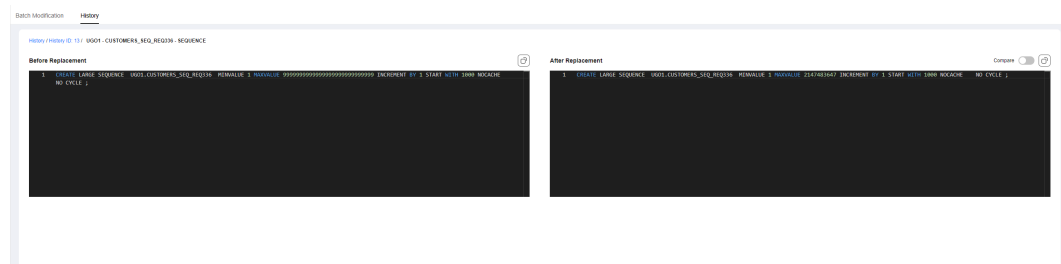 Batch Modification History
History / History ID: 13 / UGO1 - CUSTOMERS_SEQ_REQ336 - SEQUENCE
Before Replacement
1 CREATE LARGE SEQUENCE UGO1.CUSTOMERS_SEQ_REQ336 MINVALUE 1 MAXVALUE 9999999999999999999999999999 INCREMENT BY 1 START WITH 1000 NOCACHE
NO CYCLE ;
After Replacement Compare
1 CREATE LARGE SEQUENCE UGO1.CUSTOMERS_SEQ_REQ336 MINVALUE 1 MAXVALUE 2147483647 INCREMENT BY 1 START WITH 1000 NOCACHE NO CYCLE ;